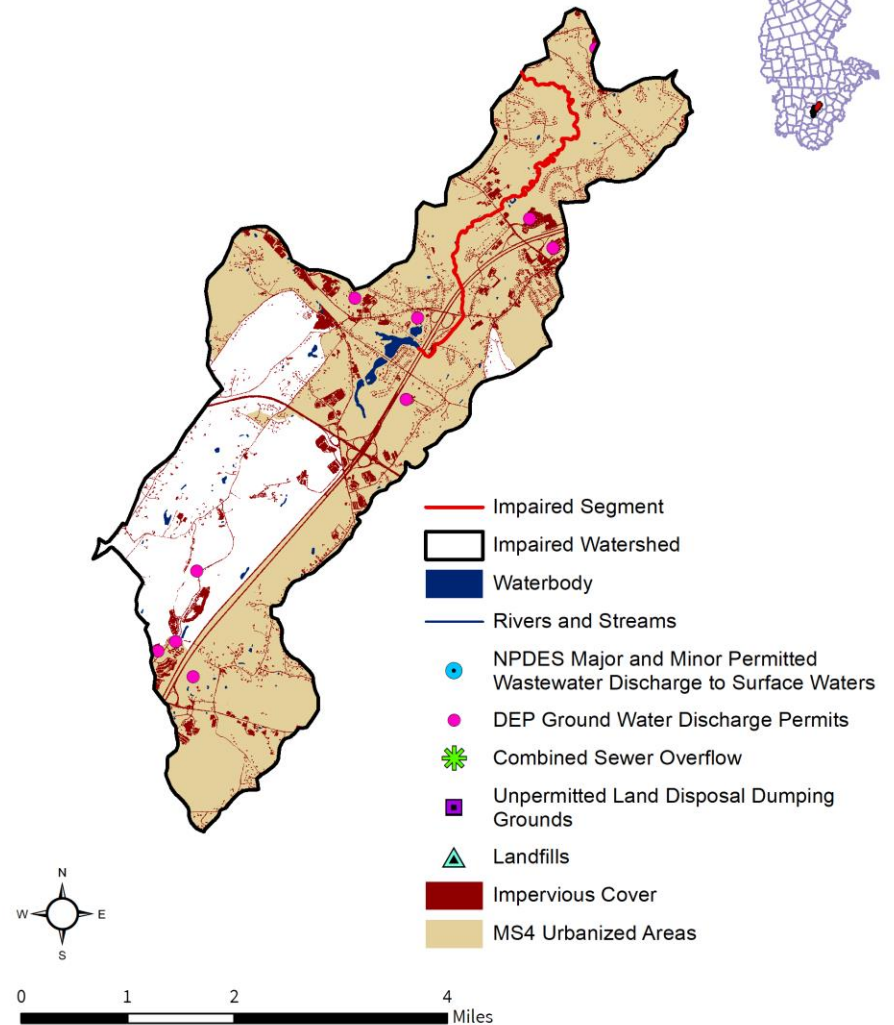 Impaired Segment
Impaired Watershed
Waterbody
Rivers and Streams
NPDES Major and Minor Permitted
Wastewater Discharge to Surface Waters
DEP Ground Water Discharge Permits
Combined Sewer Overflow
Unpermitted Land Disposal Dumping
Grounds
Landfills
Impervious Cover
MS4 Urbanized Areas
N
W E
S
0 1 2 4
Miles